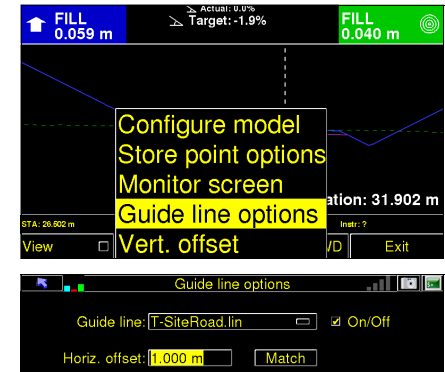 Actual: 0.0%
FILL
0.059 m
Target: -1.9%
FILL
0.040 m
Configure model
Store point options
Monitor screen
Guide line options
Vert. offset
ation: 31.902 m
STA: 26.602 m
Instr: ?
View
VD
Exit
Guide line options
Guide line: T-SiteRoad.lin
On/Off
Horiz. offset: 1.000 m
Match